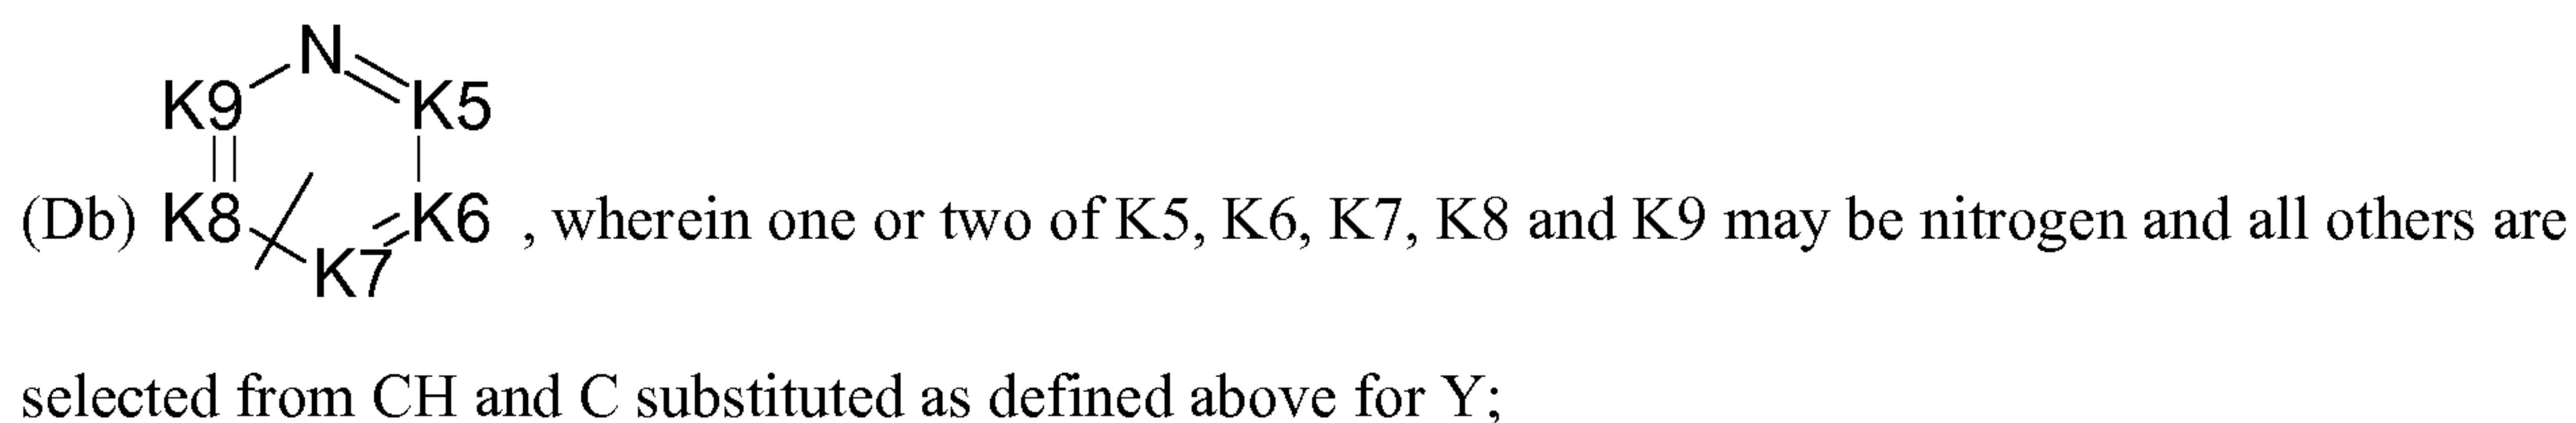 N
K9 K5
(Db) K8 K6 , wherein one or two of K5, K6, K7, K8 and K9 may be nitrogen and all others are
K7
selected from CH and C substituted as defined above for Y;